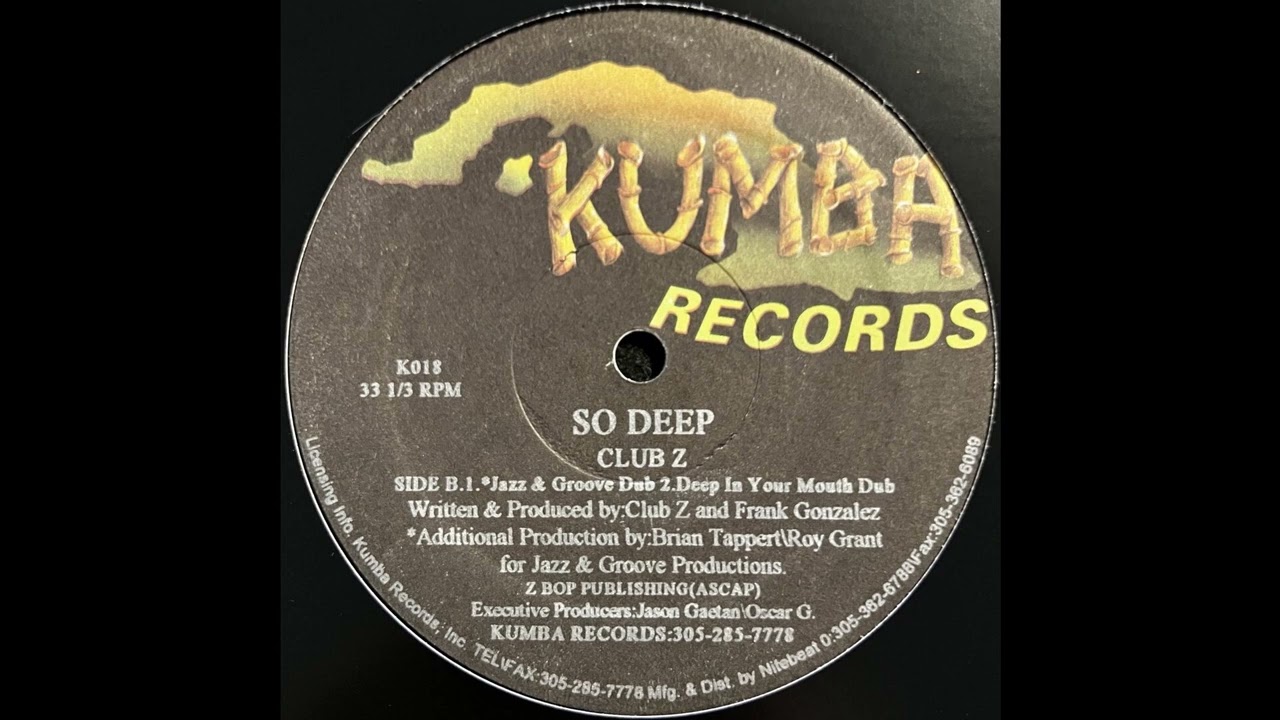 KUMBA
RECORDS
K018
33 1/3 RPM
SO DEEP
CLUB Z
SIDE B.1.*Jazz & Groove Dub 2.Deep In Your Mouth Dub
Written & Produced by:Club Z and Frank Gonzalez
*Additional Production by:Brian Tappert\Roy Grant
for Jazz & Groove Productions.
Z BOP PUBLISHING(ASCAP)
Executive Producers:Jason Gaetan\Oscar G.
KUMBA RECORDS:305-285-7778
Licensing Info. Kumba Records, Inc. TEL\FAX:305-285-7778 Mfg. & Dist. by Nitebeat 0:305-362-6788\Fax:305-362-6089